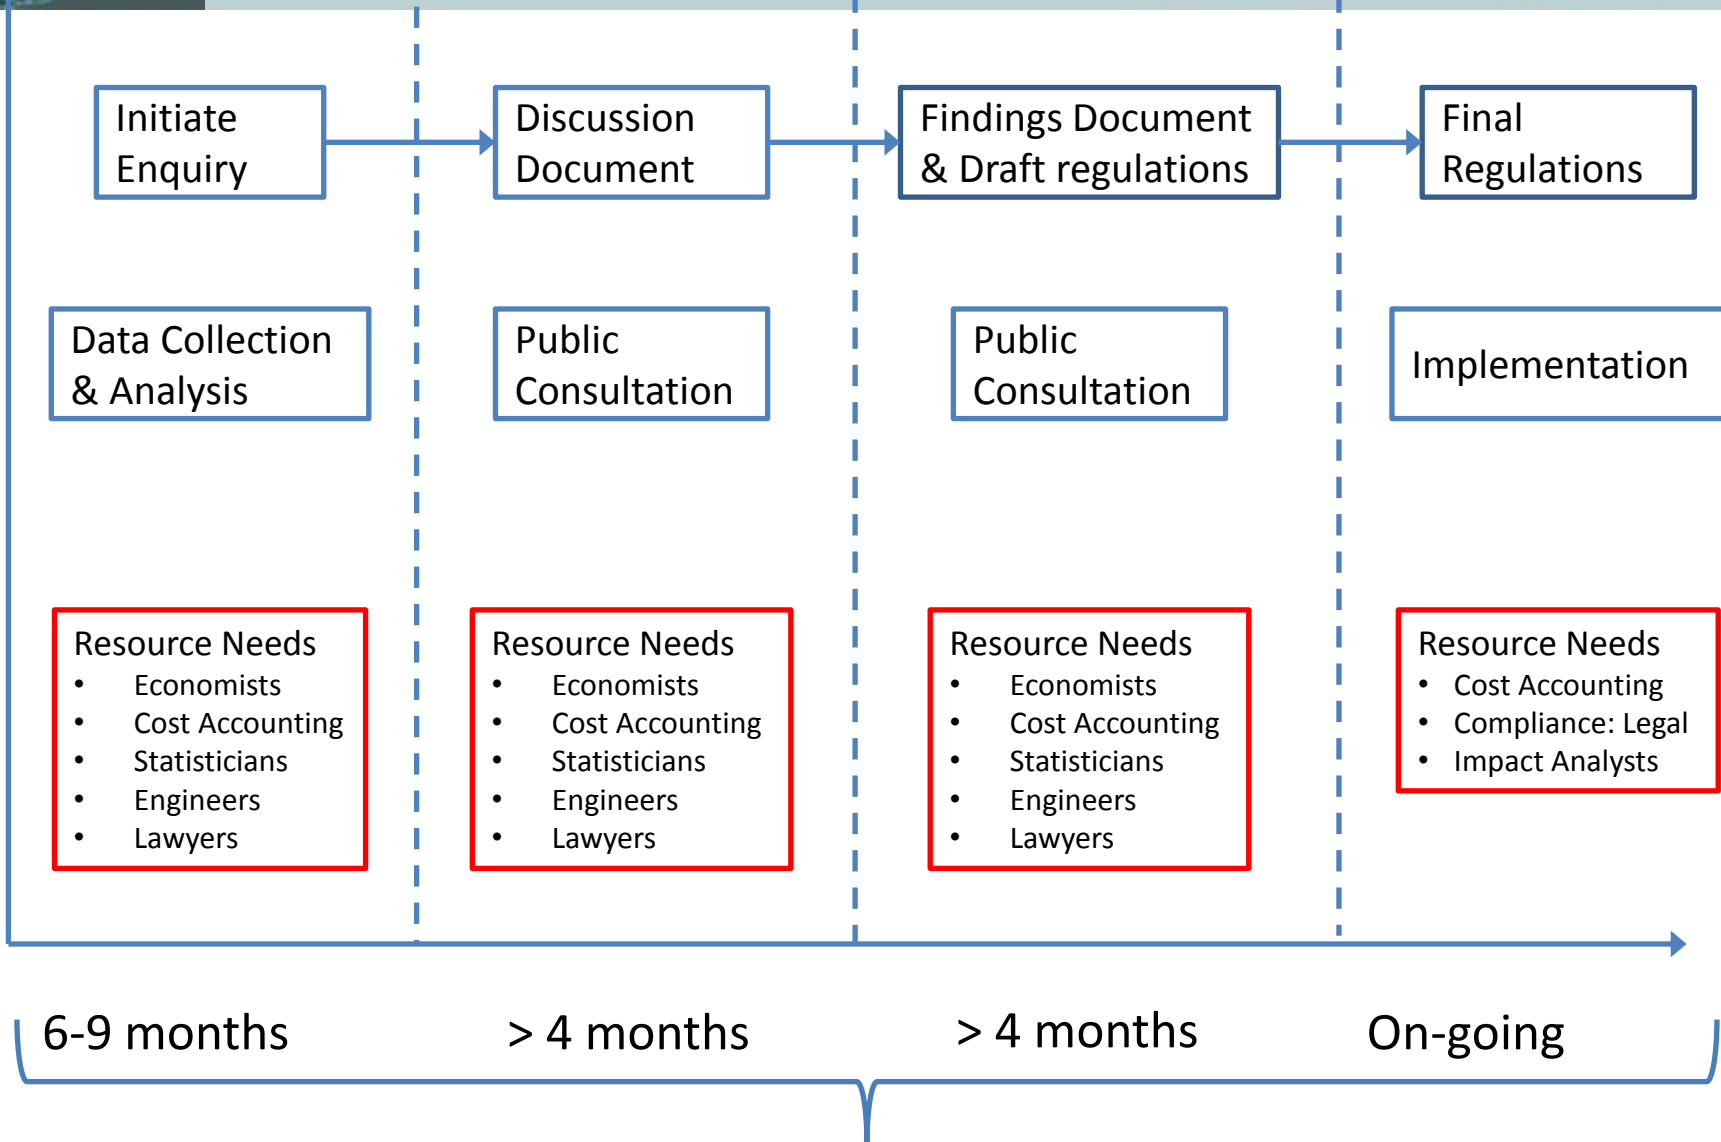 Initiate
Enquiry
Discussion
Document
Findings Document
& Draft regulations
Final
Regulations
Data Collection
& Analysis
Public
Consultation
Public
Consultation
Implementation
Resource Needs
• Economists
• Cost Accounting
• Statisticians
• Engineers
• Lawyers
Resource Needs
• Economists
• Cost Accounting
• Statisticians
• Engineers
• Lawyers
Resource Needs
• Economists
• Cost Accounting
• Statisticians
• Engineers
• Lawyers
Resource Needs
• Cost Accounting
• Compliance: Legal
• Impact Analysts
6-9 months
> 4 months
> 4 months
On-going